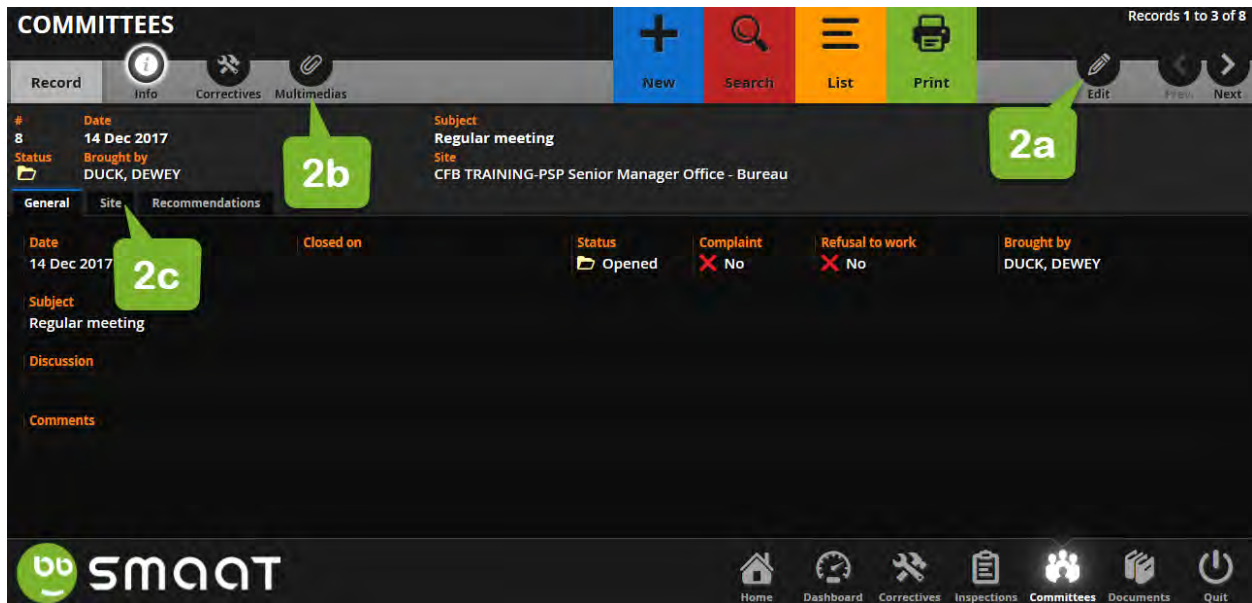 COMMITTEES
Records 1 to 3 of 8
Record
Info
Correctives
Multimedias
New
Search
List
Print
Edit
Prev
Next
2a
2b
2c
# Date Subject
8 14 Dec 2017 Regular meeting
Status Brought by Site
DUCK, DEWEY CFB TRAINING-PSP Senior Manager Office - Bureau
General Site Recommendations
Date Closed on Status Complaint Refusal to work Brought by
14 Dec 2017 Opened No No DUCK, DEWEY
Subject
Regular meeting
Discussion
Comments
smaat
Home Dashboard Correctives Inspections Committees Documents Quit